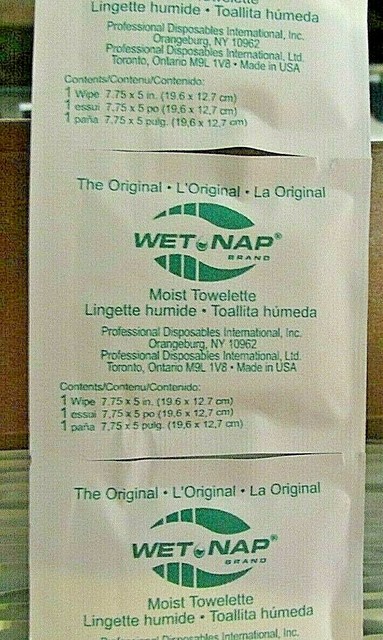 Towelette
Lingette humide • Toallita húmeda
Professional Disposables International, Inc.
Orangeburg, NY 10962
Professional Disposables International, Ltd.
Toronto, Ontario M9L 1V8 • Made in USA
Contents/Contenu/Contenido:
1 Wipe 7.75 x 5 in. (19.6 x 12.7 cm)
1 essui 7,75 x 5 po (19,6 x 12,7 cm)
1 paña 7,75 x 5 pulg. (19,6 x 12,7 cm)
The Original • L'Original • La Original
WET NAP®
BRAND
Moist Towelette
Lingette humide • Toallita húmeda
Professional Disposables International, Inc.
Orangeburg, NY 10962
Professional Disposables International, Ltd.
Toronto, Ontario M9L 1V8 • Made in USA
Contents/Contenu/Contenido:
1 Wipe 7.75 x 5 in. (19.6 x 12.7 cm)
1 essui 7,75 x 5 po (19,6 x 12,7 cm)
1 paña 7,75 x 5 pulg. (19,6 x 12,7 cm)
The Original • L'Original • La Original
WET NAP®
BRAND
Moist Towelette
Lingette humide • Toallita húmeda
Professional Disposables International, Inc.